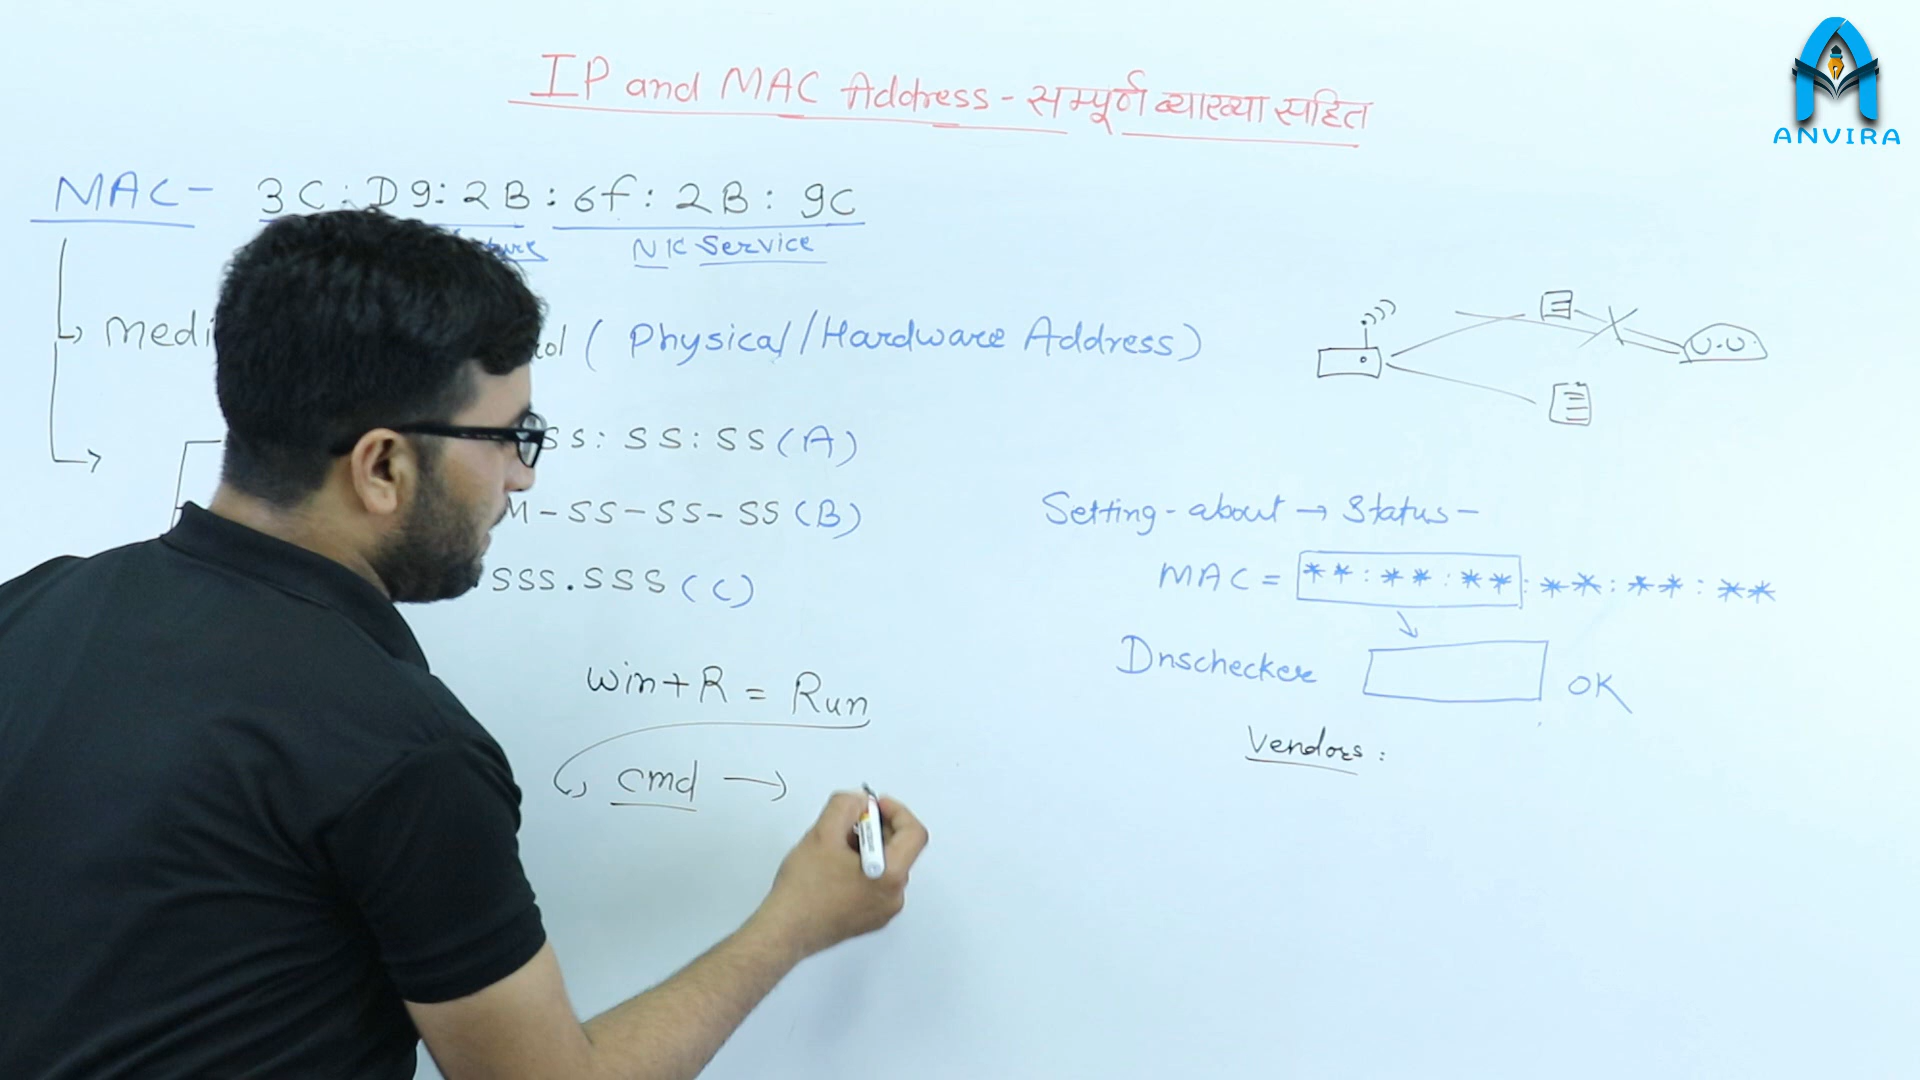 IP and MAC Address - सम्पूर्ण व्याख्या सहित
ANVIRA
MAC - 3C : D9 : 2B : 6f : 2B : 9C
NIC Service
Medi ol ( Physical / Hardware Address )
SS : SS : SS (A)
M - SS - SS - SS (B)
SSS . SSS (C)
Win + R = Run
cmd →
Setting - about → Status -
MAC = ** : ** : ** : ** : ** : **
Dnschecker OK
Vendors :